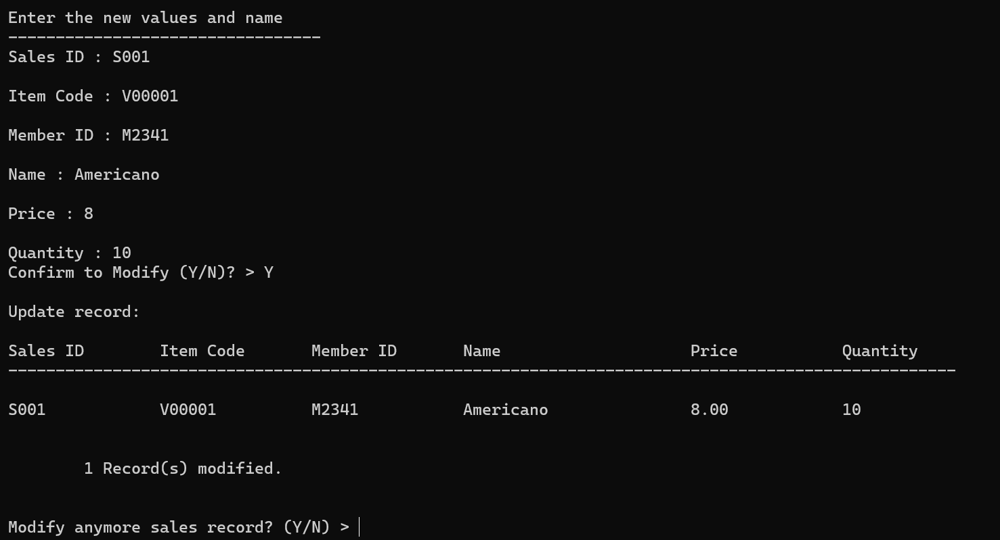 Enter the new values and name
---------------------------------
Sales ID : S001
Item Code : V00001
Member ID : M2341
Name : Americano
Price : 8
Quantity : 10
Confirm to Modify (Y/N)? > Y
Update record:
Sales ID Item Code Member ID Name Price Quantity
----------------------------------------------------------------------------------------------------
S001 V00001 M2341 Americano 8.00 10
1 Record(s) modified.
Modify anymore sales record? (Y/N) >